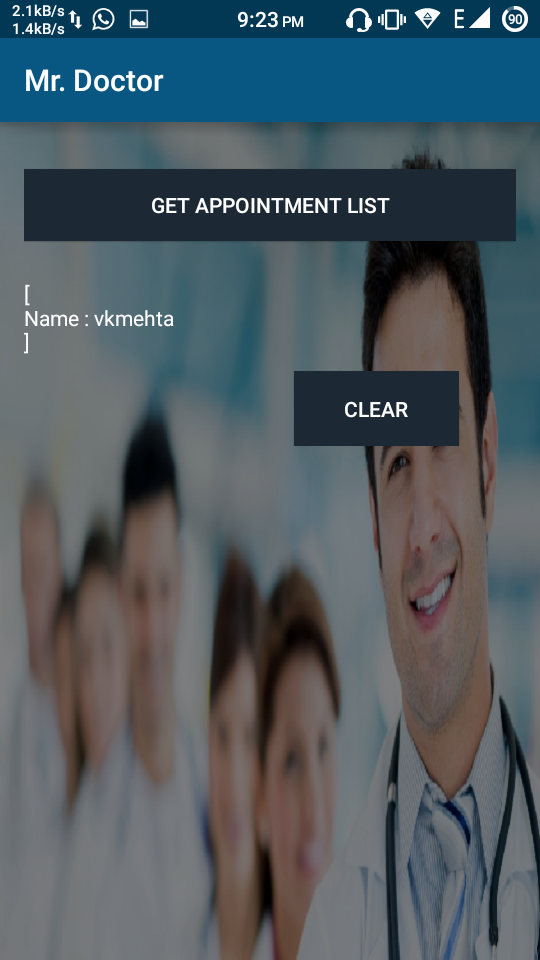 2.1kB/s
1.4kB/s
9:23 PM
E
90
Mr. Doctor
GET APPOINTMENT LIST
[
Name : vkmehta
]
CLEAR